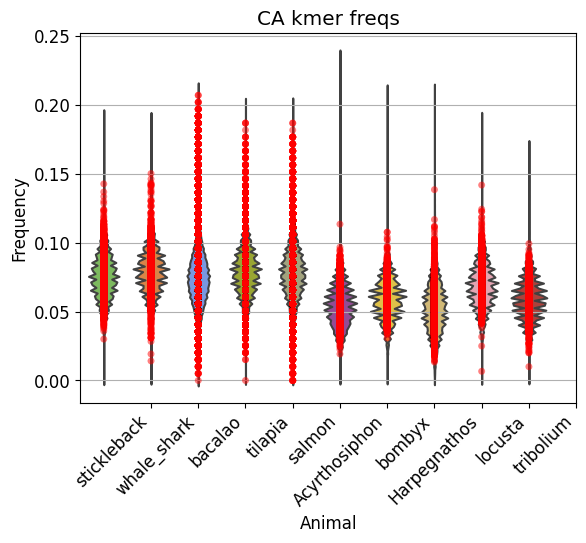 CA kmer freqs
Frequency
0.25
0.20
0.15
0.10
0.05
0.00
stickleback
whale_shark
bacalao
tilapia
salmon
Acyrthosiphon
bombyx
Harpegnathos
locusta
tribolium
Animal